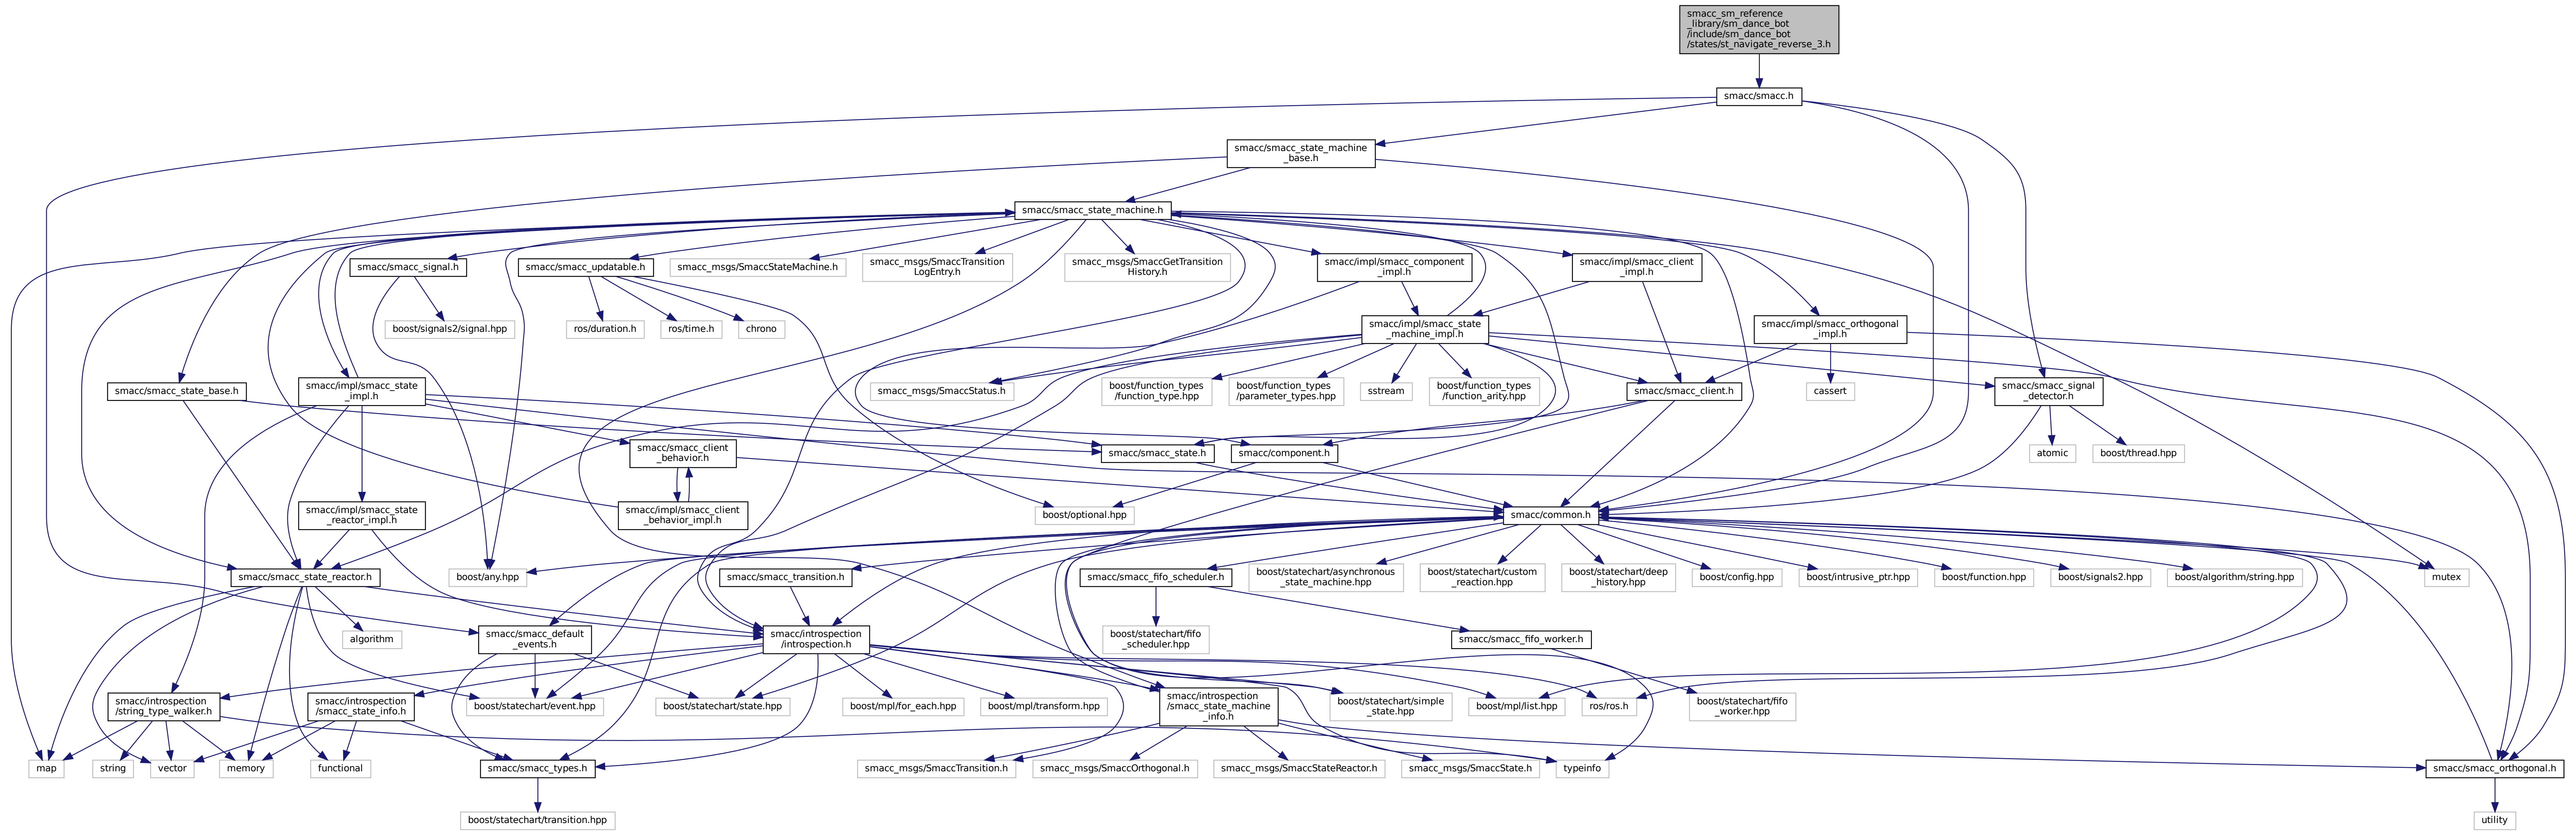 smacc_sm_reference
_library/sm_dance_bot
/include/sm_dance_bot
/states/st_navigate_reverse_3.h
smacc/smacc.h
smacc/smacc_state_machine
_base.h
smacc/smacc_state_machine.h
smacc/smacc_signal.h
smacc/smacc_updatable.h
smacc_msgs/SmaccStateMachine.h
smacc_msgs/SmaccTransition
LogEntry.h
smacc_msgs/SmaccGetTransition
History.h
smacc/impl/smacc_component
_impl.h
smacc/impl/smacc_client
_impl.h
boost/signals2/signal.hpp
ros/duration.h
ros/time.h
chrono
smacc/impl/smacc_state
_machine_impl.h
smacc/impl/smacc_orthogonal
_impl.h
smacc/smacc_state_base.h
smacc/impl/smacc_state
_impl.h
smacc_msgs/SmaccStatus.h
boost/function_types
/function_type.hpp
boost/function_types
/parameter_types.hpp
sstream
boost/function_types
/function_arity.hpp
smacc/smacc_client.h
cassert
smacc/smacc_signal
_detector.h
smacc/smacc_client
_behavior.h
smacc/smacc_state.h
smacc/component.h
atomic
boost/thread.hpp
smacc/impl/smacc_state
_reactor_impl.h
smacc/impl/smacc_client
_behavior_impl.h
boost/optional.hpp
smacc/common.h
smacc/smacc_state_reactor.h
boost/any.hpp
smacc/smacc_transition.h
smacc/smacc_fifo_scheduler.h
boost/statechart/asynchronous
_state_machine.hpp
boost/statechart/custom
_reaction.hpp
boost/statechart/deep
_history.hpp
boost/config.hpp
boost/intrusive_ptr.hpp
boost/function.hpp
boost/signals2.hpp
boost/algorithm/string.hpp
mutex
algorithm
smacc/smacc_default
_events.h
smacc/introspection
/introspection.h
boost/statechart/fifo
_scheduler.hpp
smacc/smacc_fifo_worker.h
smacc/introspection
/string_type_walker.h
smacc/introspection
/smacc_state_info.h
boost/statechart/event.hpp
boost/statechart/state.hpp
boost/mpl/for_each.hpp
boost/mpl/transform.hpp
smacc/introspection
/smacc_state_machine
_info.h
boost/statechart/simple
_state.hpp
boost/mpl/list.hpp
ros/ros.h
boost/statechart/fifo
_worker.hpp
map
string
vector
memory
functional
smacc/smacc_types.h
smacc_msgs/SmaccTransition.h
smacc_msgs/SmaccOrthogonal.h
smacc_msgs/SmaccStateReactor.h
smacc_msgs/SmaccState.h
typeinfo
smacc/smacc_orthogonal.h
boost/statechart/transition.hpp
utility